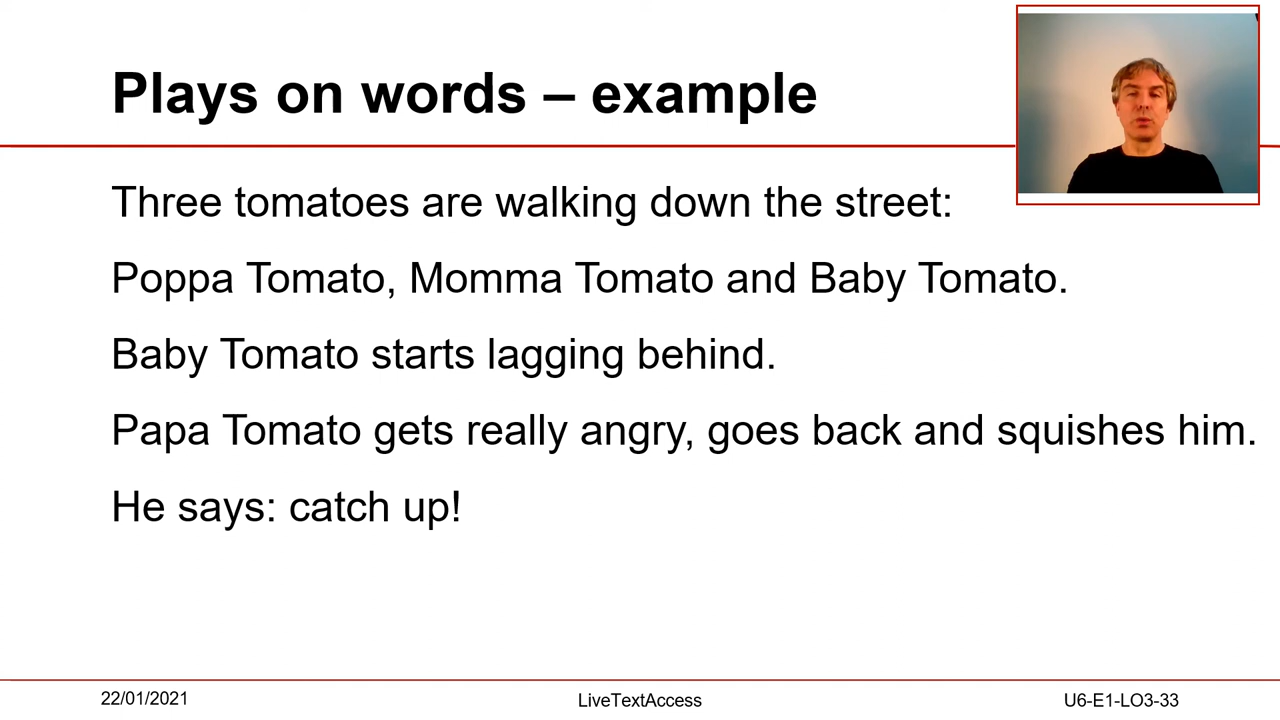 Plays on words – example
Three tomatoes are walking down the street:
Poppa Tomato, Momma Tomato and Baby Tomato.
Baby Tomato starts lagging behind.
Papa Tomato gets really angry, goes back and squishes him.
He says: catch up!
22/01/2021
LiveTextAccess
U6-E1-LO3-33